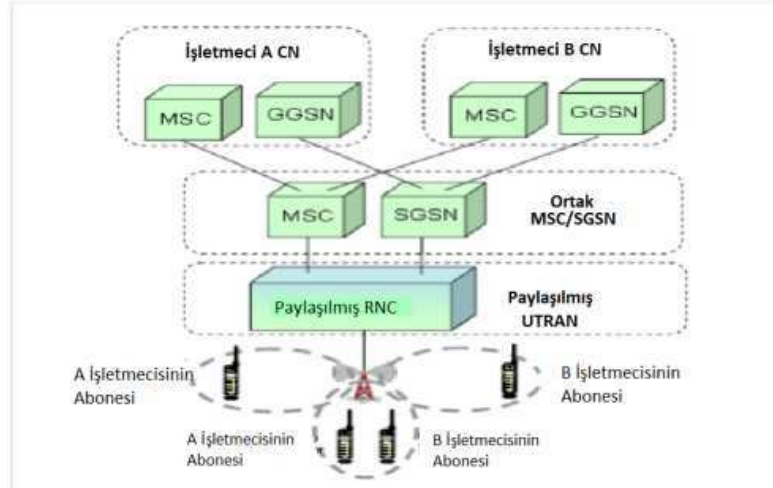 İşletmeci A CN
İşletmeci B CN
MSC
GGSN
MSC
GGSN
MSC
SGSN
Ortak
MSC/SGSN
Paylaşılmış RNC
Paylaşılmış
UTRAN
A İşletmecisinin
Abonesi
B İşletmecisinin
Abonesi
A İşletmecisinin
Abonesi
B İşletmecisinin
Abonesi